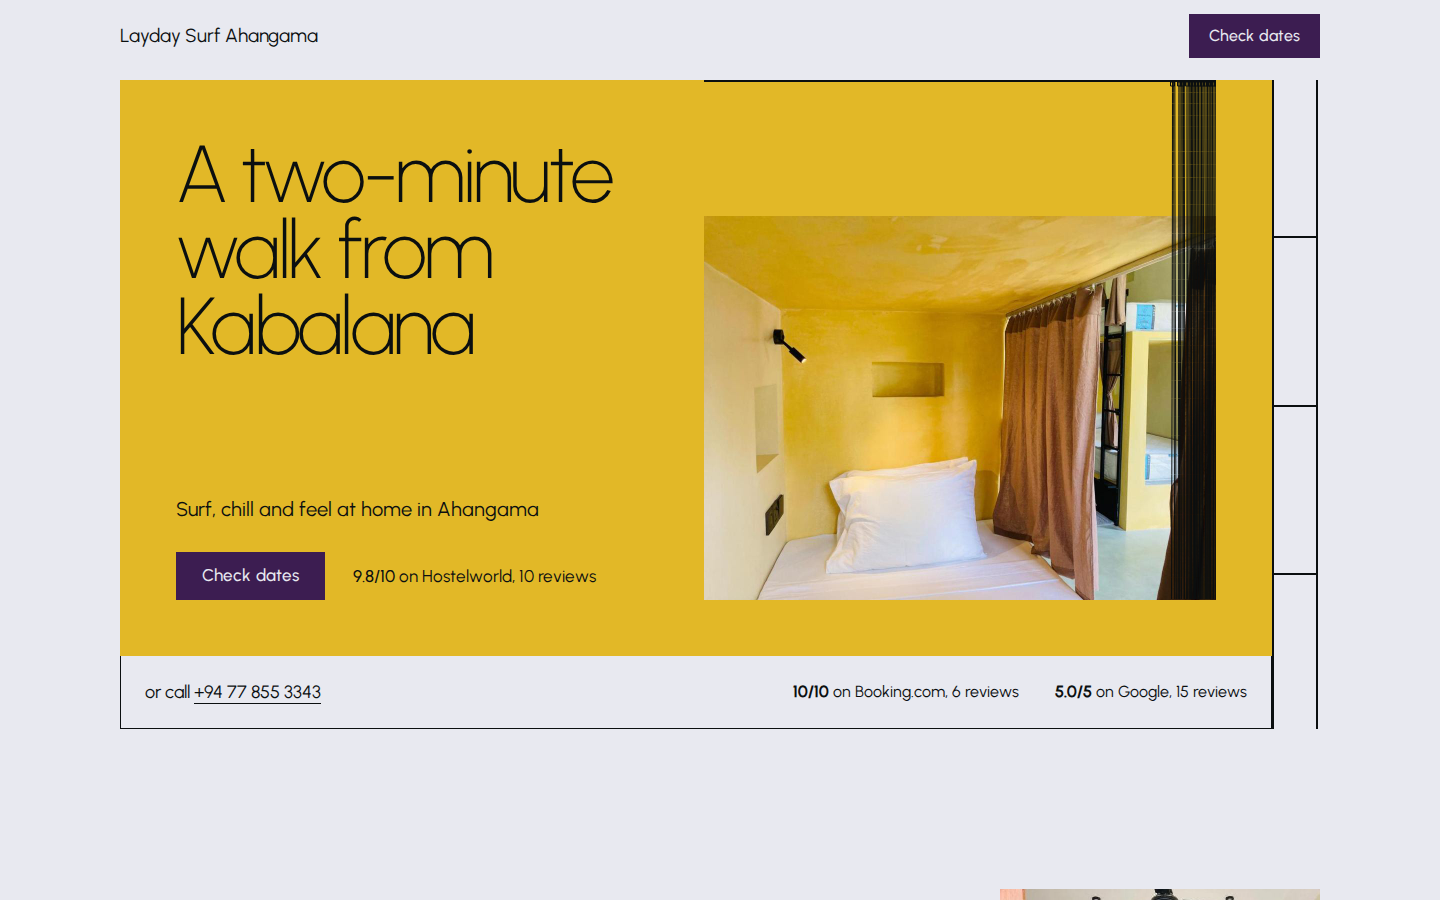 Layday Surf Ahangama
Check dates
A two-minute
walk from
Kabalana
Surf, chill and feel at home in Ahangama
Check dates
9.8/10 on Hostelworld, 10 reviews
or call +94 77 855 3343
10/10 on Booking.com, 6 reviews
5.0/5 on Google, 15 reviews